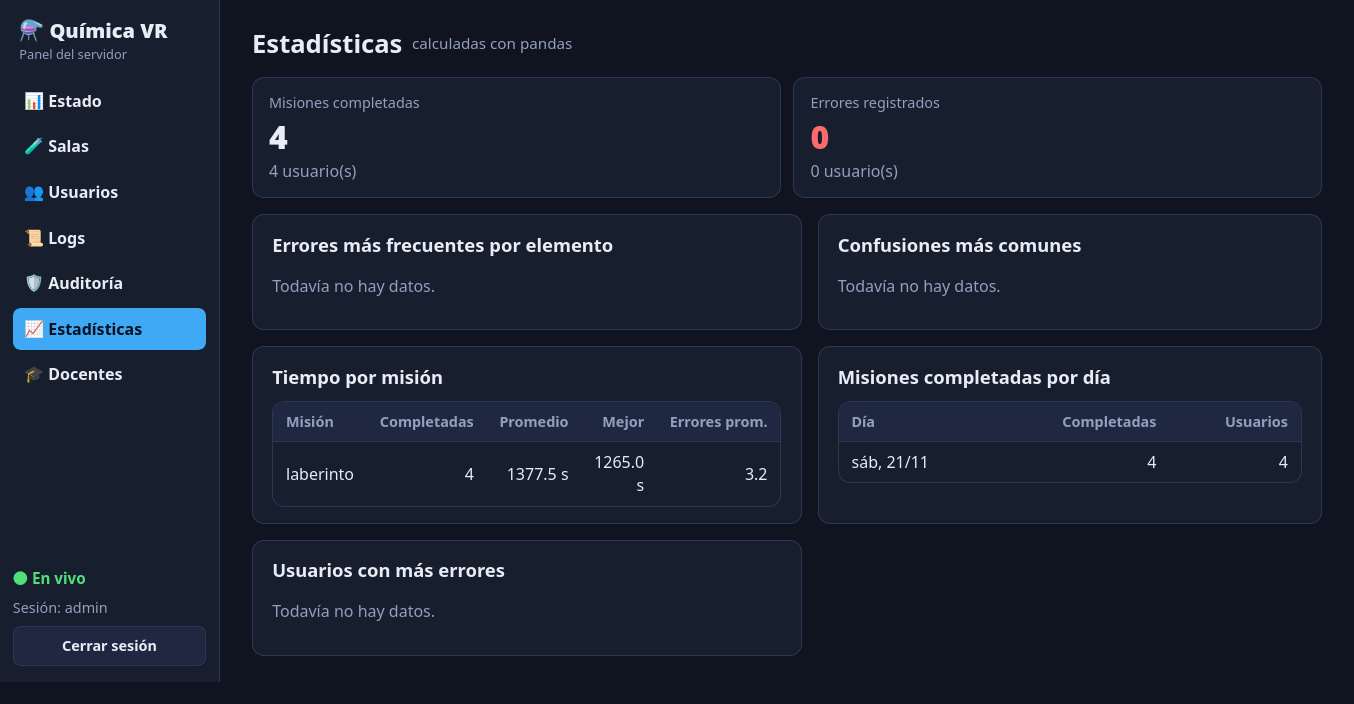 Química VR
Panel del servidor
Estado
Salas
Usuarios
Logs
Auditoría
Estadísticas
Docentes
En vivo
Sesión: admin
Cerrar sesión
Estadísticas calculadas con pandas
Misiones completadas
4
4 usuario(s)
Errores registrados
0
0 usuario(s)
Errores más frecuentes por elemento
Todavía no hay datos.
Confusiones más comunes
Todavía no hay datos.
Tiempo por misión
Misión Completadas Promedio Mejor Errores prom.
laberinto 4 1377.5 s 1265.0 s 3.2
Misiones completadas por día
Día Completadas Usuarios
sáb, 21/11 4 4
Usuarios con más errores
Todavía no hay datos.